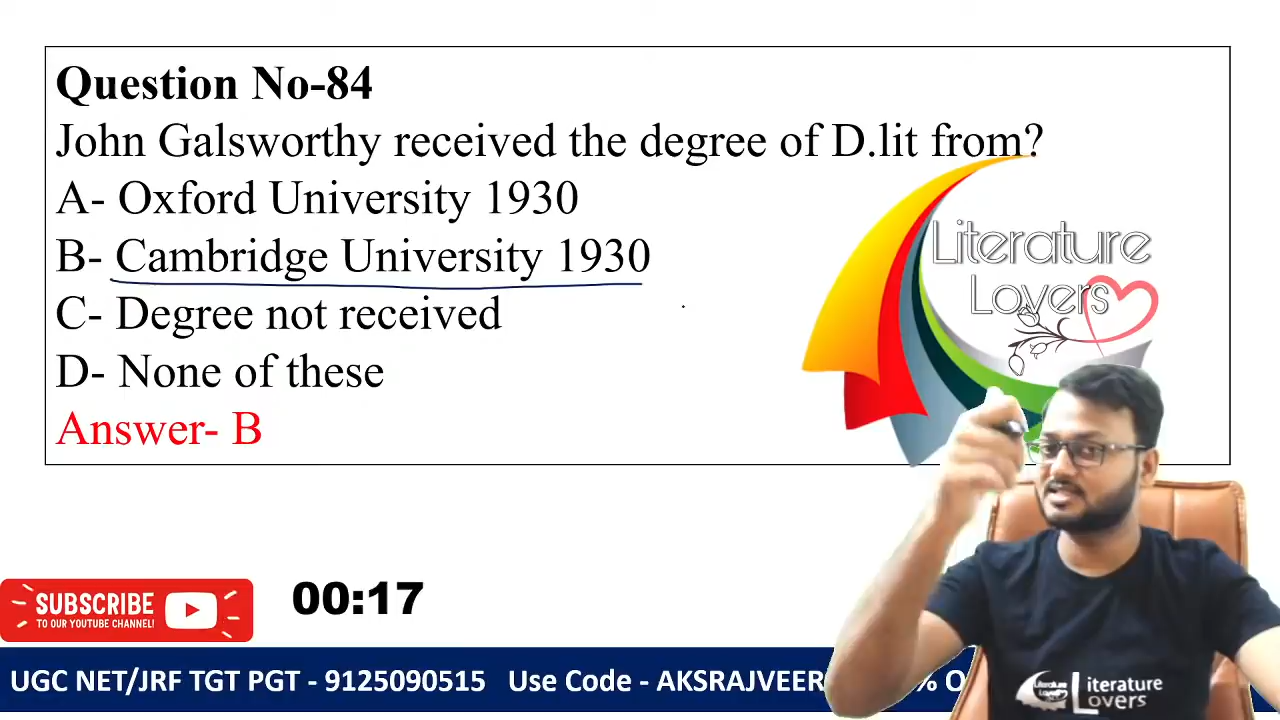 Question No-84
John Galsworthy received the degree of D.lit from?
A- Oxford University 1930
B- Cambridge University 1930
C- Degree not received
D- None of these
Answer- B
Literature
Lovers
SUBSCRIBE
TO OUR YOUTUBE CHANNEL!
00:17
UGC NET/JRF TGT PGT - 9125090515 Use Code - AKSRAJVEER
Literature
Lovers